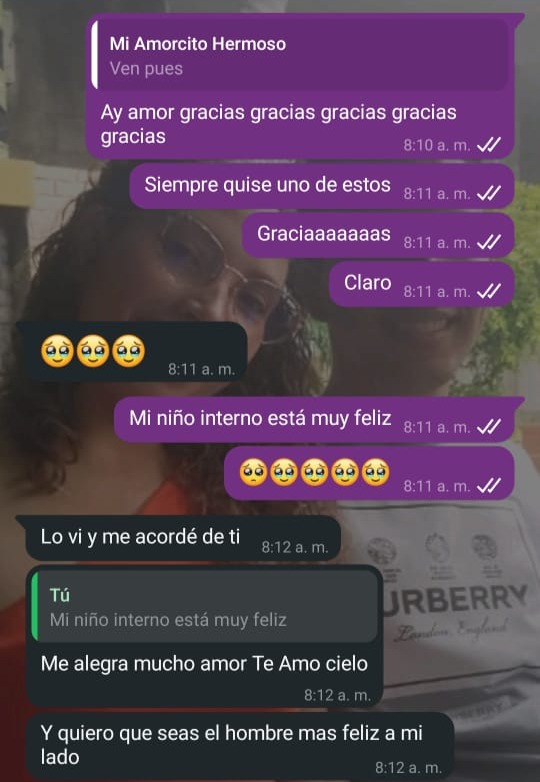 Mi Amorcito Hermoso
Ven pues
Ay amor gracias gracias gracias gracias
gracias
8:10 a. m.
Siempre quise uno de estos
8:11 a. m.
Graciaaaaaaas
8:11 a. m.
Claro
8:11 a. m.
🥹🥹🥹
8:11 a. m.
Mi niño interno está muy feliz
8:11 a. m.
🥺🥹🥹🥹🥹
8:11 a. m.
Lo vi y me acordé de ti
8:12 a. m.
Tú
Mi niño interno está muy feliz
URBERRY
London, England
Me alegra mucho amor Te Amo cielo
8:12 a. m.
Y quiero que seas el hombre mas feliz a mi
lado
8:12 a. m.